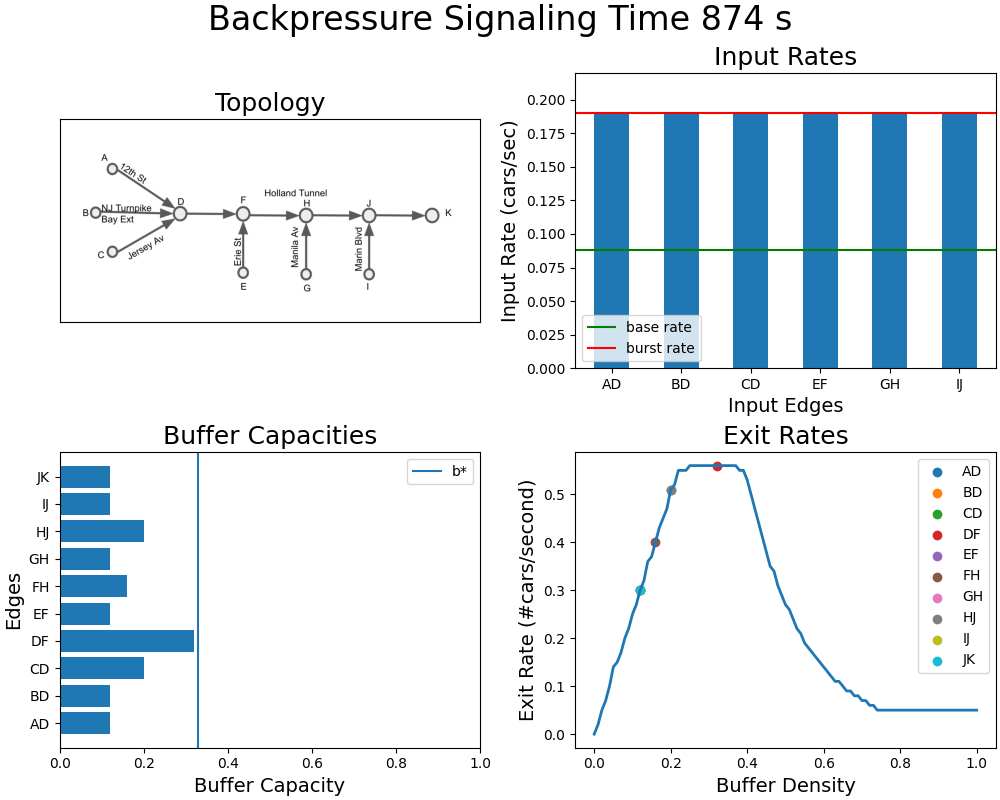 Backpressure Signaling Time 874 s
Topology
A
12th St
B
NJ Turnpike
Bay Ext
C
Jersey Av
D
F
Holland Tunnel
H
J
K
Erie St
Manila Av
Marin Blvd
E
G
I
Input Rates
Input Rate (cars/sec)
0.200
0.175
0.150
0.125
0.100
0.075
0.050
0.025
0.000
base rate
burst rate
AD BD CD EF GH IJ
Input Edges
Buffer Capacities
Edges
JK
IJ
HJ
GH
FH
EF
DF
CD
BD
AD
b*
0.0 0.2 0.4 0.6 0.8 1.0
Buffer Capacity
Exit Rates
Exit Rate (#cars/second)
0.5
0.4
0.3
0.2
0.1
0.0
AD
BD
CD
DF
EF
FH
GH
HJ
IJ
JK
0.0 0.2 0.4 0.6 0.8 1.0
Buffer Density